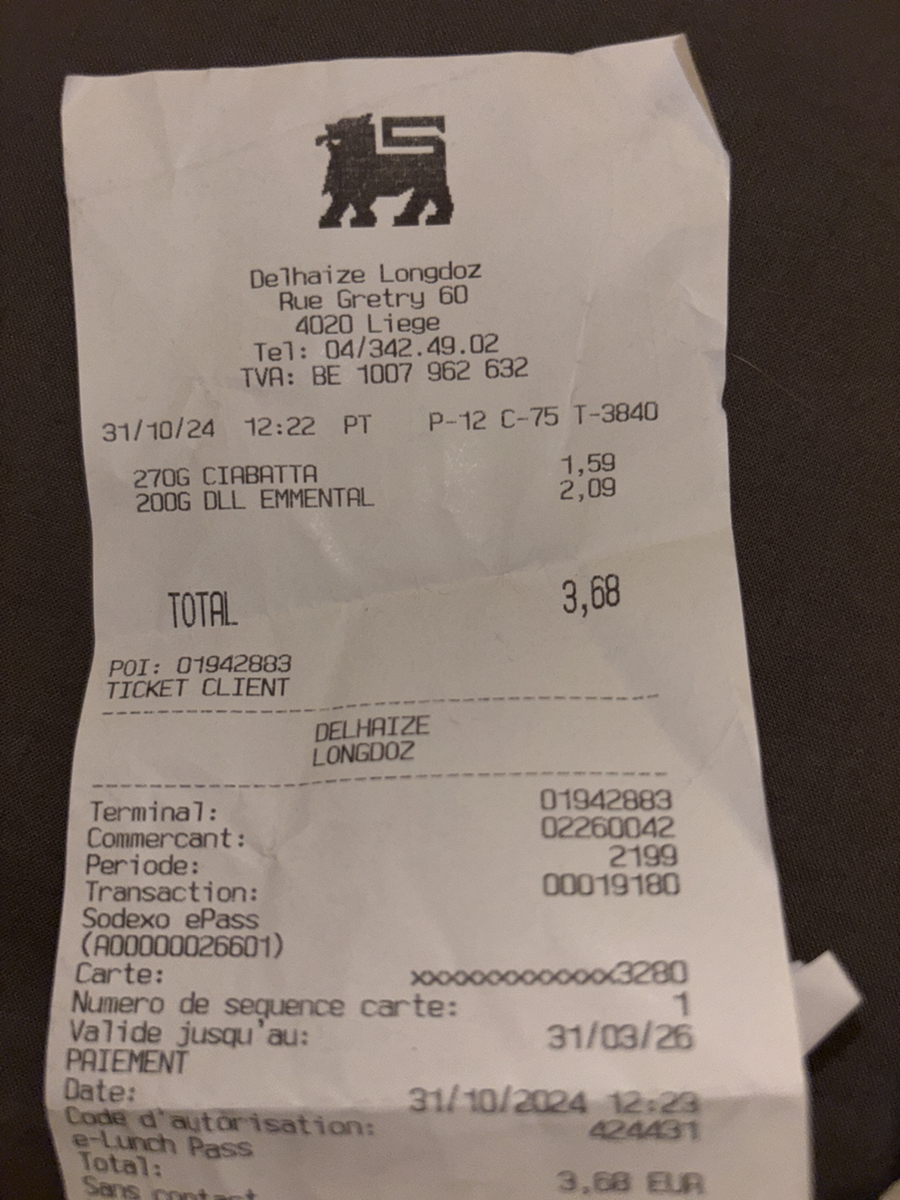 Delhaize Longdoz
Rue Gretry 60
4020 Liege
Tel: 04/342.49.02
TVA: BE 1007 962 632
31/10/24 12:22 PT P-12 C-75 T-3840
270G CIABATTA 1,59
200G DLL EMMENTAL 2,09
TOTAL 3,68
POI: 01942883
TICKET CLIENT
DELHAIZE
LONGDOZ
Terminal: 01942883
Commercant: 02260042
Periode: 2199
Transaction: 00019180
Sodexo ePass
(A00000026601)
Carte: xxxxxxxxxxxxx3280
Numero de sequence carte: 1
Valide jusqu'au: 31/03/26
PAIEMENT
Date: 31/10/2024 12:23
Code d'autorisation: 424431
e-Lunch Pass
Total: 3,68 EUR
Sans contact